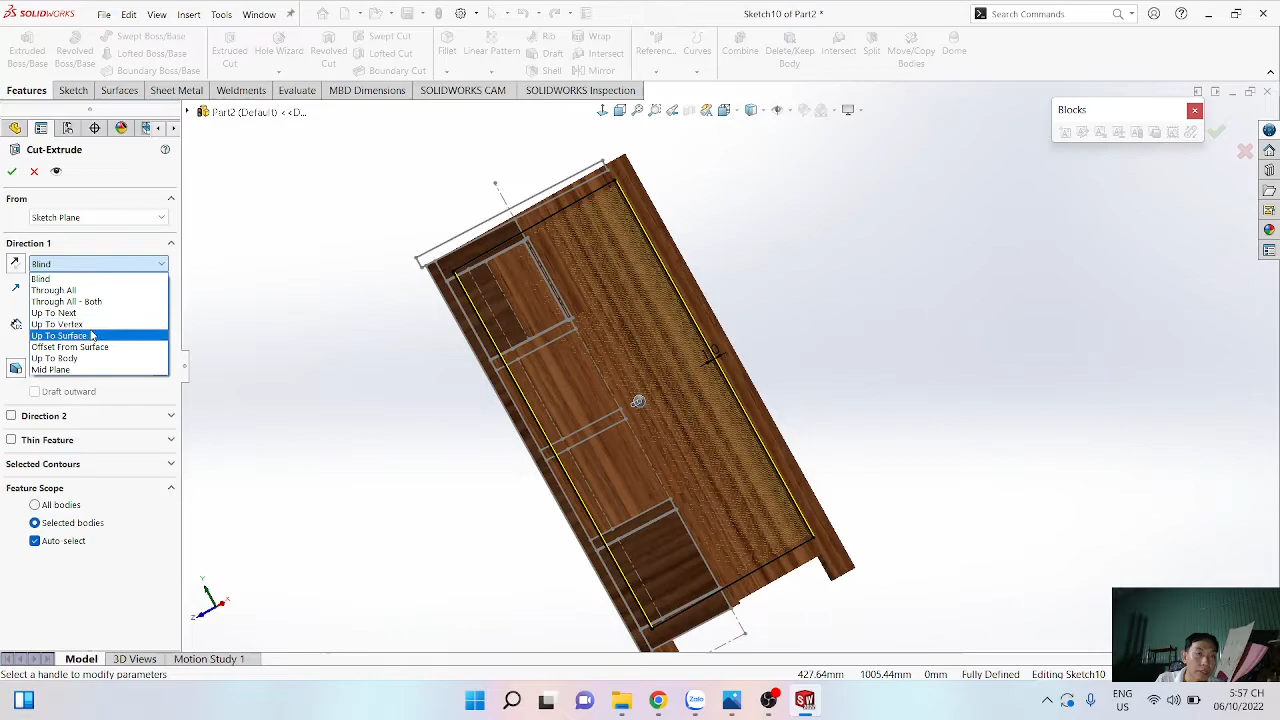 SOLIDWORKS File Edit View Insert Tools Window Sketch10 of Part2 * Search Commands
Extruded Boss/Base
Revolved Boss/Base
Swept Boss/Base
Lofted Boss/Base
Boundary Boss/Base
Extruded Cut
Hole Wizard
Revolved Cut
Swept Cut
Lofted Cut
Boundary Cut
Fillet
Linear Pattern
Rib
Draft
Shell
Wrap
Intersect
Mirror
Referenc...
Curves
Combine
Delete/Keep Body
Intersect
Split
Move/Copy Bodies
Dome
Features Sketch Surfaces Sheet Metal Weldments Evaluate MBD Dimensions SOLIDWORKS CAM SOLIDWORKS Inspection
Part2 (Default) < < D...
Blocks
Cut-Extrude
From
Sketch Plane
Direction 1
Blind
Blind
Through All
Through All - Both
Up To Next
Up To Vertex
Up To Surface
Offset From Surface
Up To Body
Mid Plane
Draft outward
Direction 2
Thin Feature
Selected Contours
Feature Scope
All bodies
Selected bodies
Auto-select
Y
X
Z
Model 3D Views Motion Study 1
Select a handle to modify parameters. 427.64mm 1005.44mm 0mm Fully Defined Editing Sketch10
Zalo
ENG
US
5:37 CH
06/10/2022